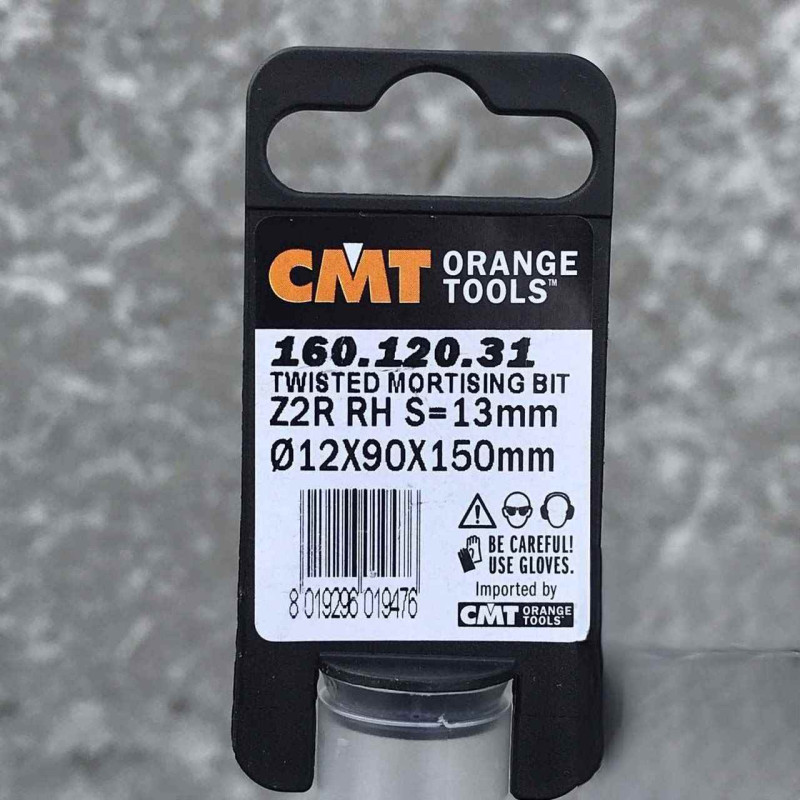 CMT ORANGE TOOLS™
160.120.31
TWISTED MORTISING BIT
Z2R RH S=13mm
Ø12X90X150mm
8 019296 019476
BE CAREFUL!
USE GLOVES.
Imported by
CMT ORANGE TOOLS